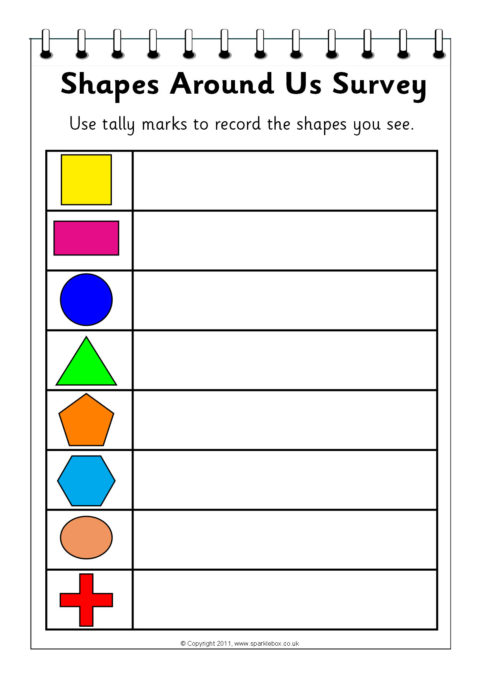 Shapes Around Us Survey
Use tally marks to record the shapes you see.
© Copyright 2011, www.sparklebox.co.uk